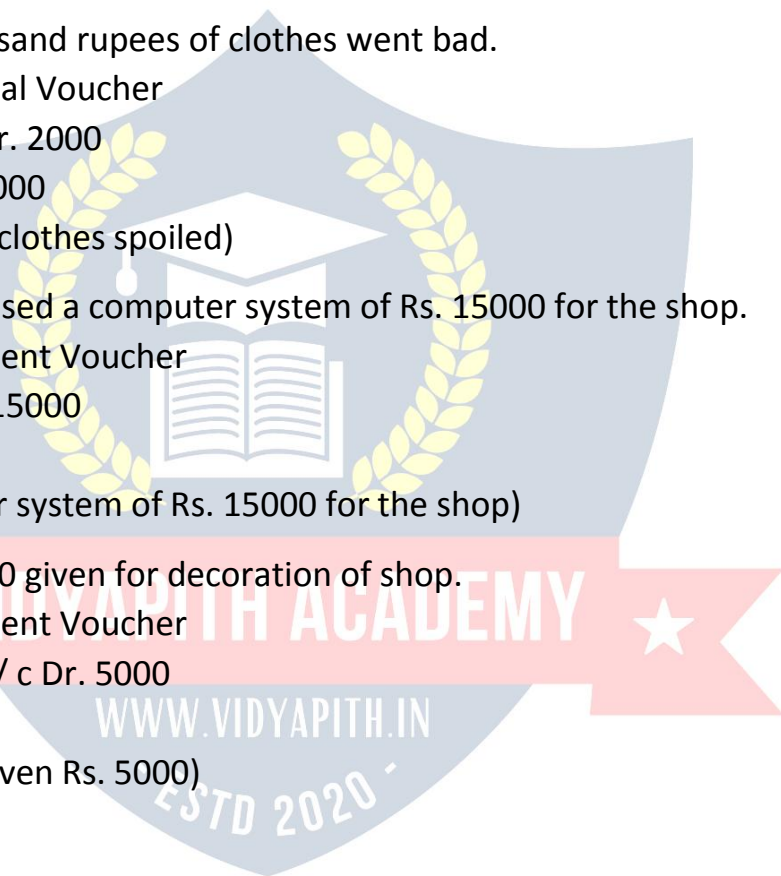 sand rupees of clothes went bad.
al Voucher
r. 2000
000
clothes spoiled)
sed a computer system of Rs. 15000 for the shop.
ent Voucher
15000
r system of Rs. 15000 for the shop)
0 given for decoration of shop.
ent Voucher
/ c Dr. 5000
ven Rs. 5000)
IDYAPITH ACADEMY
WWW.VIDYAPITH.IN
ESTD 2020 -